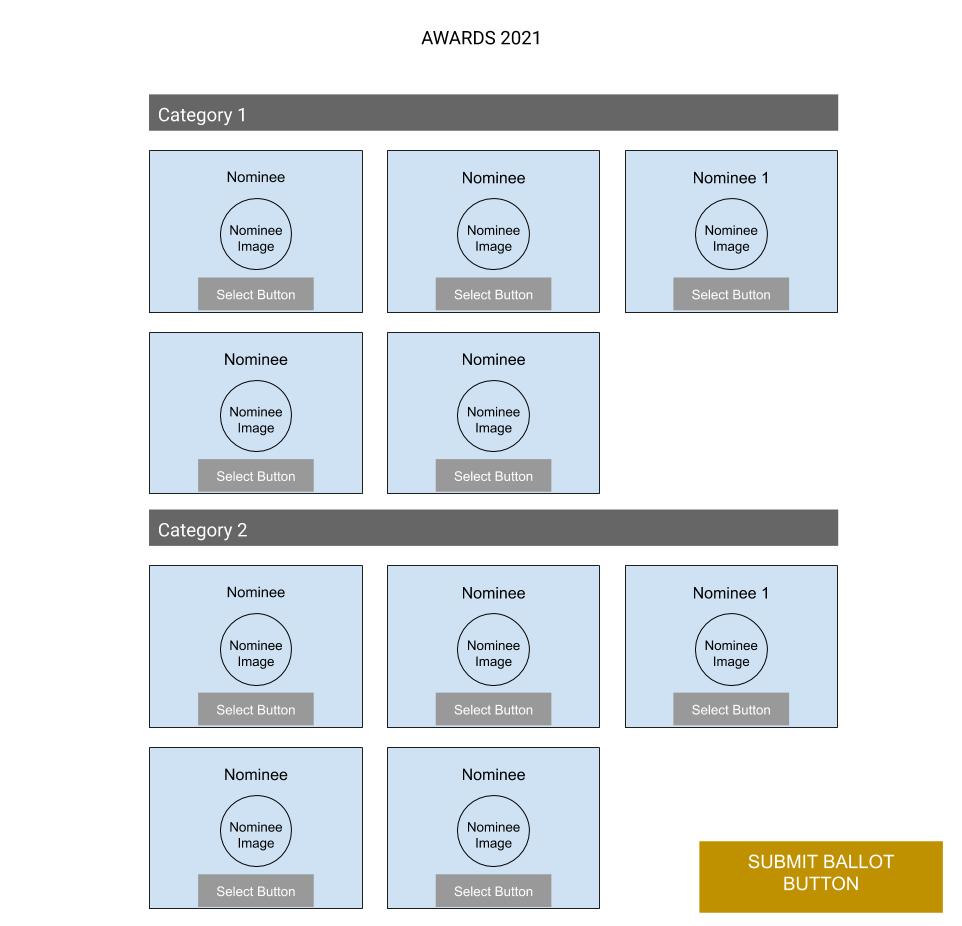 AWARDS 2021
Category 1
Nominee
Nominee
Image
Select Button
Nominee
Nominee
Image
Select Button
Nominee 1
Nominee
Image
Select Button
Nominee
Nominee
Image
Select Button
Nominee
Nominee
Image
Select Button
Category 2
Nominee
Nominee
Image
Select Button
Nominee
Nominee
Image
Select Button
Nominee 1
Nominee
Image
Select Button
Nominee
Nominee
Image
Select Button
Nominee
Nominee
Image
Select Button
SUBMIT BALLOT
BUTTON